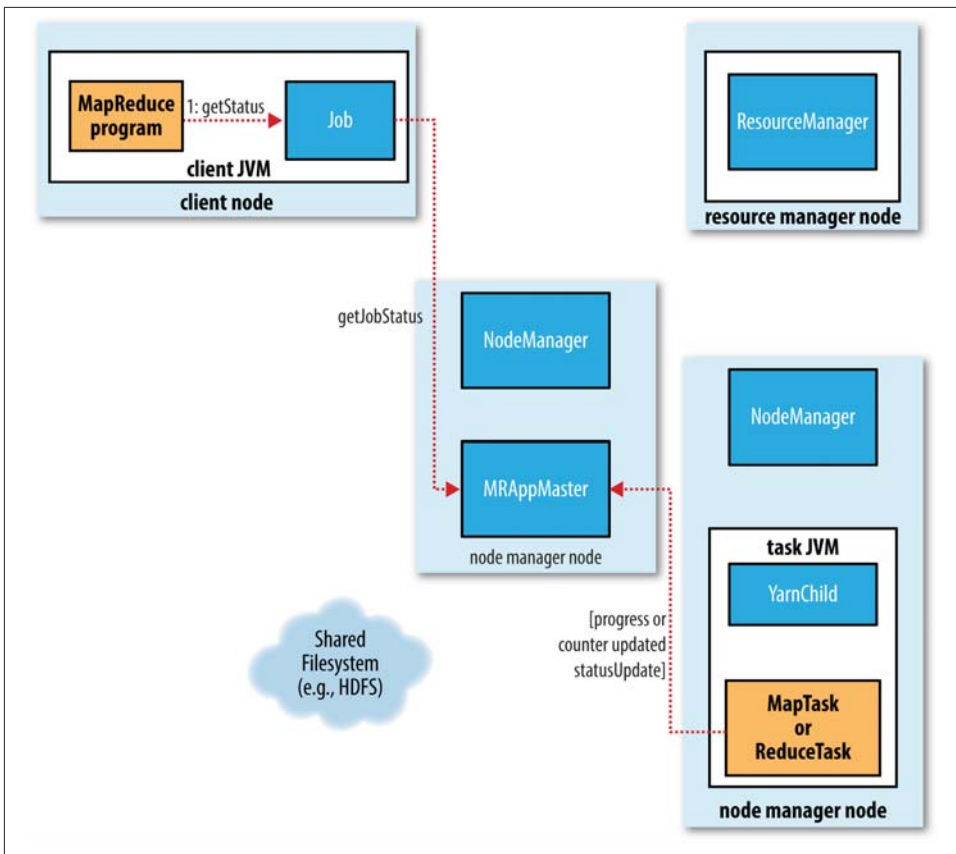 MapReduce
program
1: getStatus
Job
client JVM
client node
ResourceManager
resource manager node
getJobStatus
NodeManager
MRAppMaster
node manager node
NodeManager
task JVM
YarnChild
[progress or
counter updated
statusUpdate]
MapTask
or
ReduceTask
node manager node
Shared
Filesystem
(e.g., HDFS)